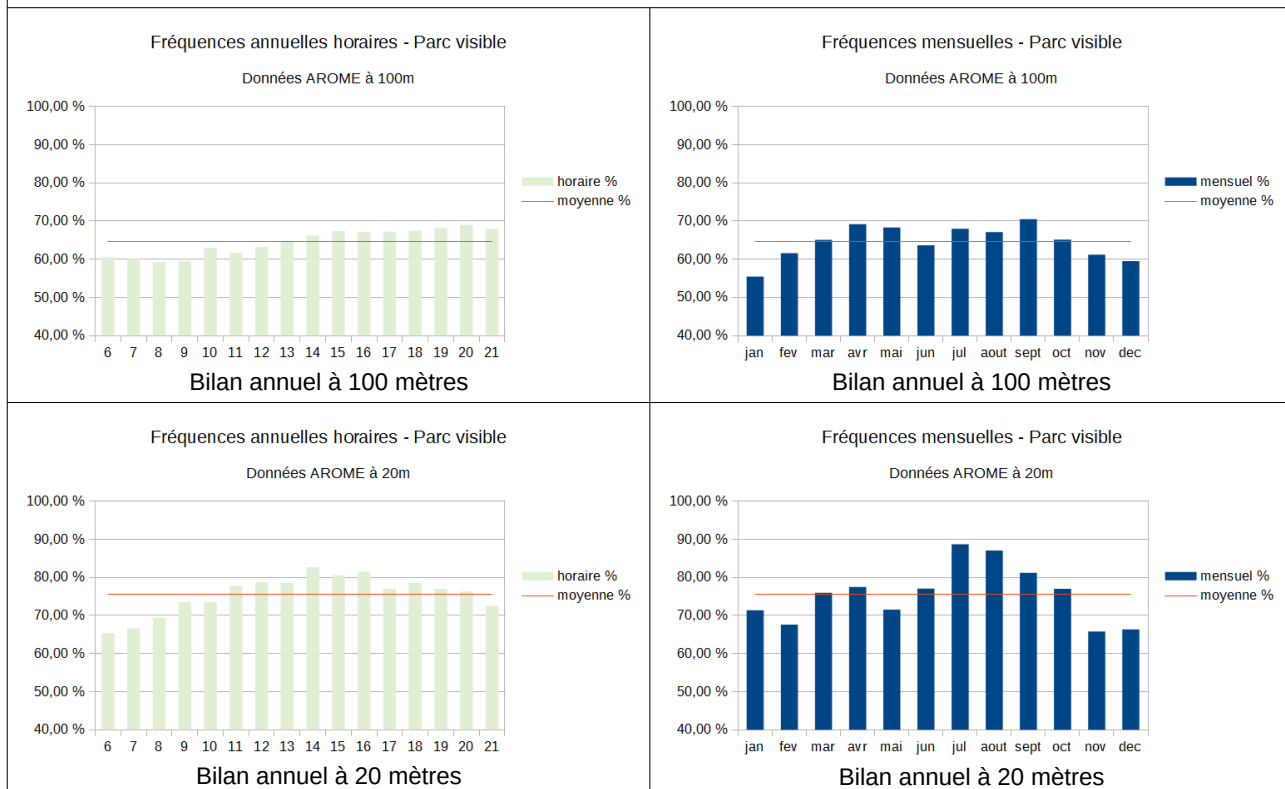 Fréquences annuelles horaires - Parc visible
Données AROME à 100m
100,00 %
90,00 %
80,00 %
70,00 %
60,00 %
50,00 %
40,00 %
horaire %
moyenne %
6 7 8 9 10 11 12 13 14 15 16 17 18 19 20 21
Bilan annuel à 100 mètres
Fréquences mensuelles - Parc visible
Données AROME à 100m
100,00 %
90,00 %
80,00 %
70,00 %
60,00 %
50,00 %
40,00 %
mensuel %
moyenne %
jan fev mar avr mai jun jul aout sept oct nov dec
Bilan annuel à 100 mètres
Fréquences annuelles horaires - Parc visible
Données AROME à 20m
100,00 %
90,00 %
80,00 %
70,00 %
60,00 %
50,00 %
40,00 %
horaire %
moyenne %
6 7 8 9 10 11 12 13 14 15 16 17 18 19 20 21
Bilan annuel à 20 mètres
Fréquences mensuelles - Parc visible
Données AROME à 20m
100,00 %
90,00 %
80,00 %
70,00 %
60,00 %
50,00 %
40,00 %
mensuel %
moyenne %
jan fev mar avr mai jun jul aout sept oct nov dec
Bilan annuel à 20 mètres